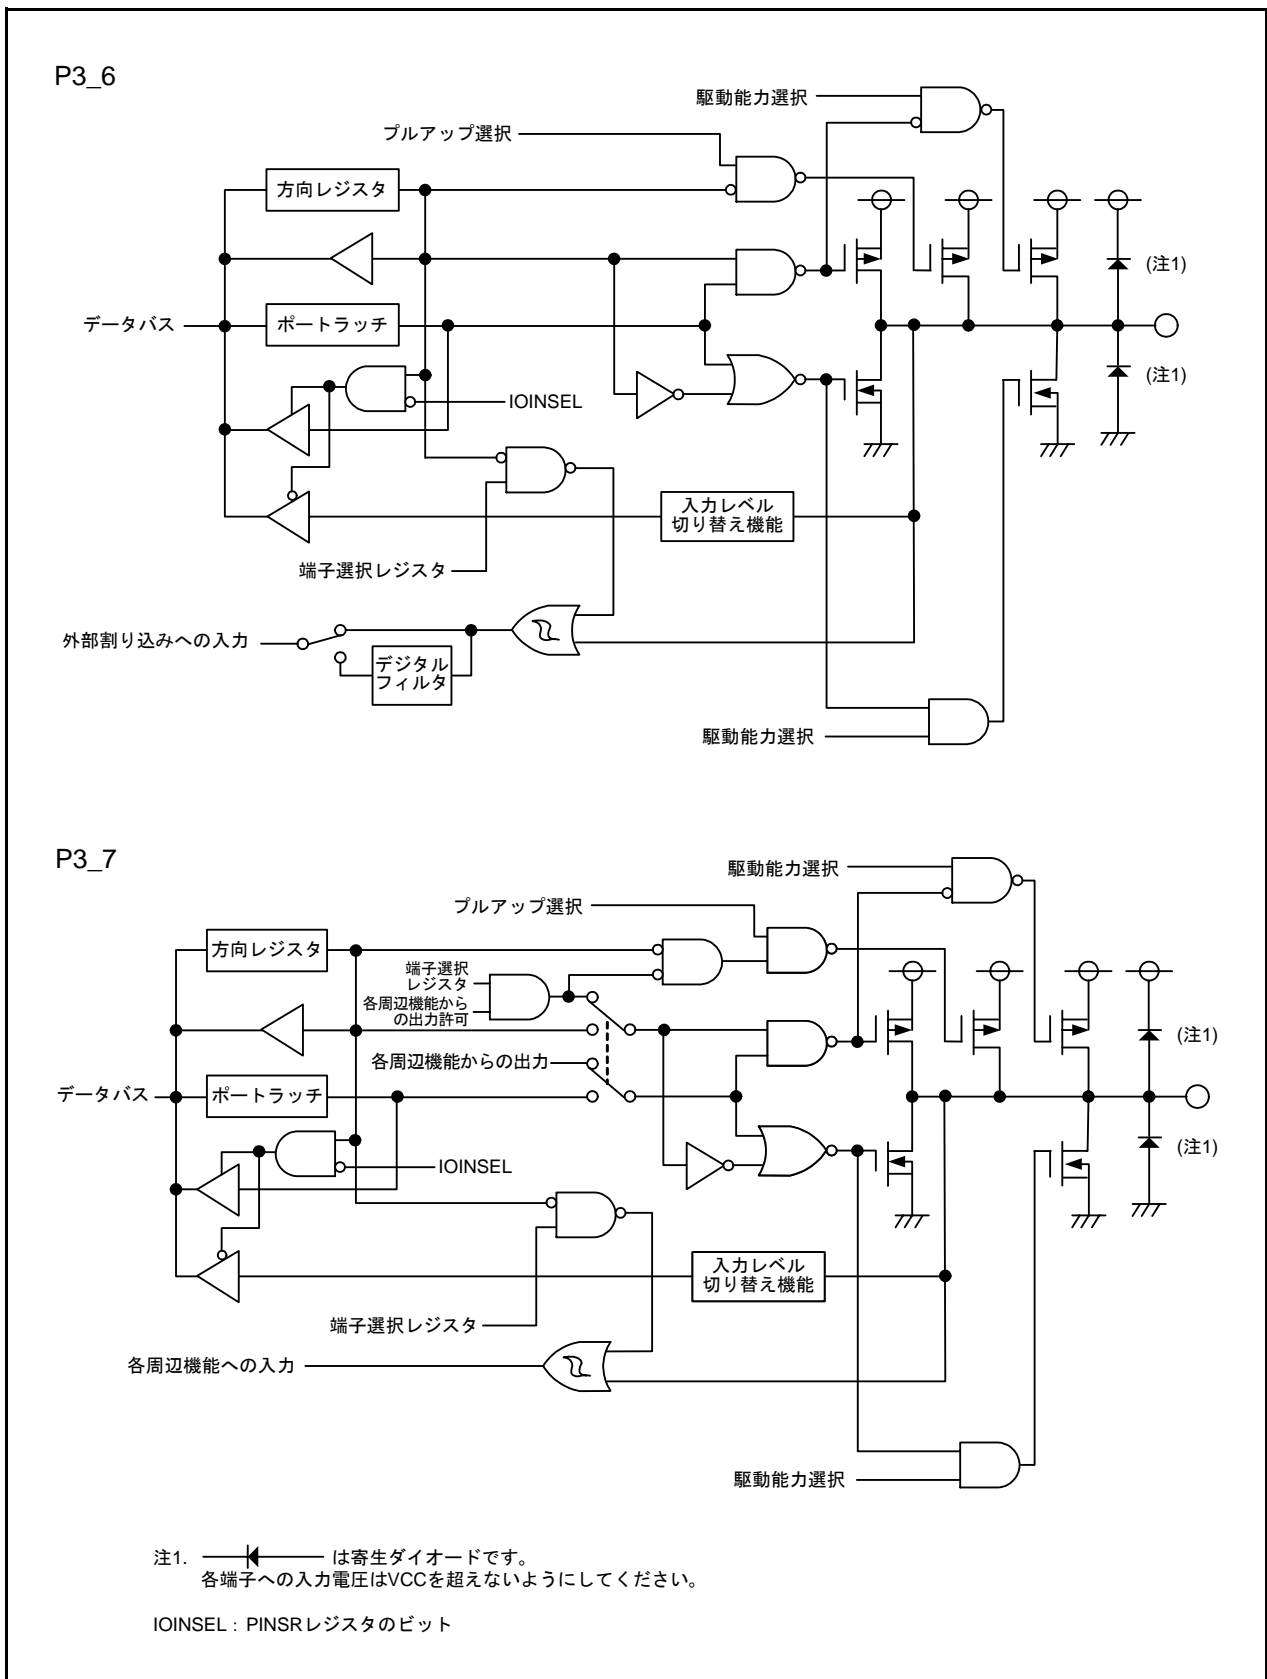 P3_6
駆動能力選択
プルアップ選択
方向レジスタ
(注1)
データバス
ポートラッチ
(注1)
IOINSEL
入力レベル
切り替え機能
端子選択レジスタ
外部割り込みへの入力
デジタル
フィルタ
駆動能力選択
P3_7
駆動能力選択
プルアップ選択
方向レジスタ
端子選択
レジスタ
各周辺機能から
の出力許可
(注1)
各周辺機能からの出力
データバス
ポートラッチ
(注1)
IOINSEL
入力レベル
切り替え機能
端子選択レジスタ
各周辺機能への入力
駆動能力選択
注1. は寄生ダイオードです。
各端子への入力電圧はVCCを超えないようにしてください。
IOINSEL : PINSRレジスタのビット